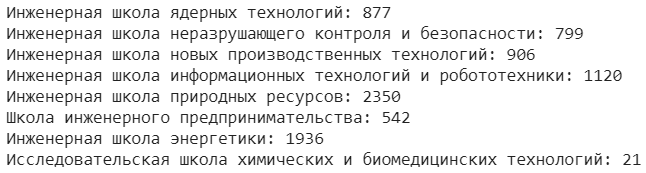 Инженерная школа ядерных технологий: 877
Инженерная школа неразрушающего контроля и безопасности: 799
Инженерная школа новых производственных технологий: 906
Инженерная школа информационных технологий и робототехники: 1120
Инженерная школа природных ресурсов: 2350
Школа инженерного предпринимательства: 542
Инженерная школа энергетики: 1936
Исследовательская школа химических и биомедицинских технологий: 21